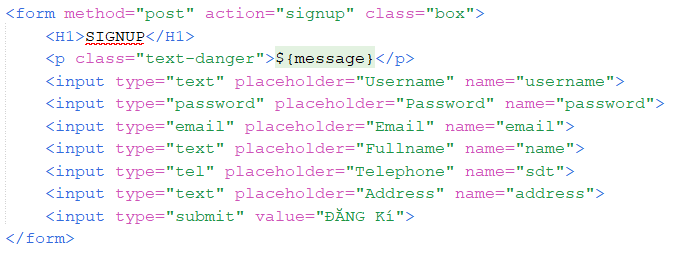 <form method="post" action="signup" class="box">
<H1>SIGNUP</H1>
<p class="text-danger">${message}</p>
<input type="text" placeholder="Username" name="username">
<input type="password" placeholder="Password" name="password">
<input type="email" placeholder="Email" name="email">
<input type="text" placeholder="Fullname" name="name">
<input type="tel" placeholder="Telephone" name="sdt">
<input type="text" placeholder="Address" name="address">
<input type="submit" value="ĐĂNG Kí">
</form>